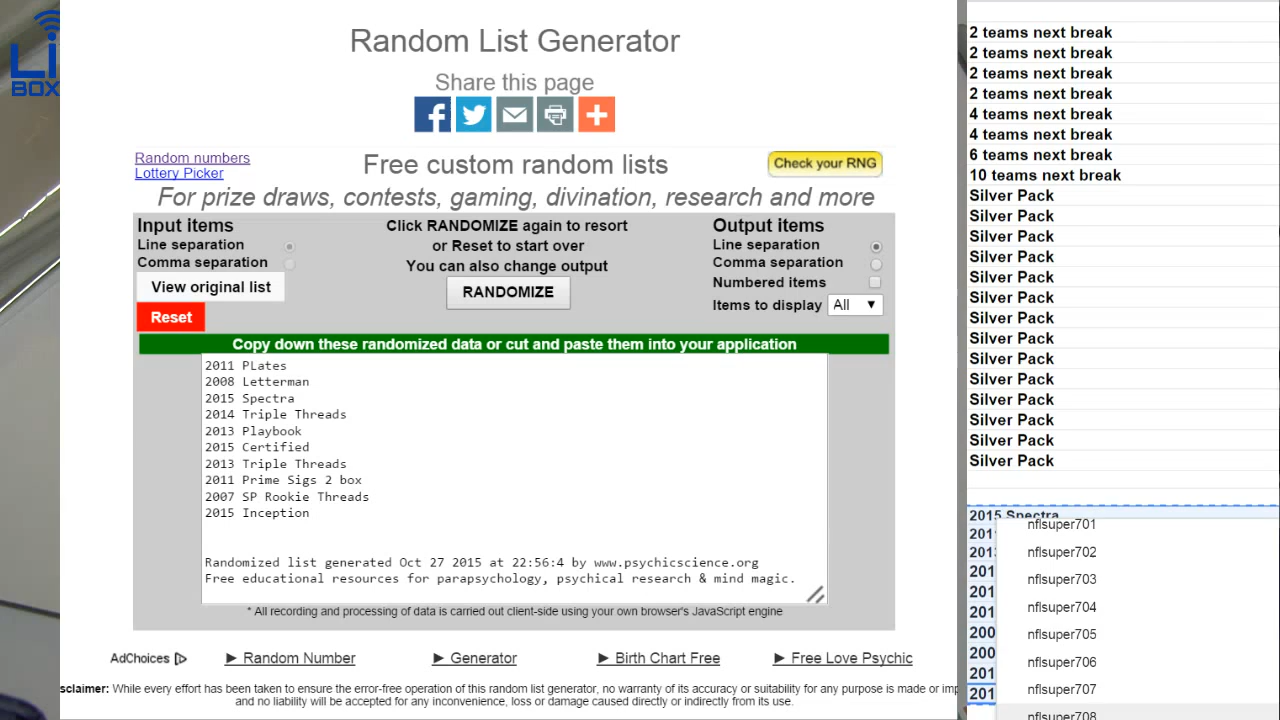 Li
BOX
Random List Generator
Share this page
Random numbers
Lottery Picker
Free custom random lists
Check your RNG
For prize draws, contests, gaming, divination, research and more
Input items
Line separation
Comma separation
View original list
Reset
Click RANDOMIZE again to resort
or Reset to start over
You can also change output
RANDOMIZE
Output items
Line separation
Comma separation
Numbered items
Items to display All
Copy down these randomized data or cut and paste them into your application
2011 PLates
2008 Letterman
2015 Spectra
2014 Triple Threads
2013 Playbook
2015 Certified
2013 Triple Threads
2011 Prime Sigs 2 box
2007 SP Rookie Threads
2015 Inception
Randomized list generated Oct 27 2015 at 22:56:4 by www.psychicscience.org
Free educational resources for parapsychology, psychical research & mind magic.
* All recording and processing of data is carried out client-side using your own browser's JavaScript engine
AdChoices
► Random Number
► Generator
► Birth Chart Free
► Free Love Psychic
sclaimer: While every effort has been taken to ensure the error-free operation of this random list generator, no warranty of its accuracy or suitability for any purpose is made or imp
and no liability will be accepted for any inconvenience, loss or damage caused directly or indirectly from its use.
2 teams next break
2 teams next break
2 teams next break
2 teams next break
4 teams next break
4 teams next break
6 teams next break
10 teams next break
Silver Pack
Silver Pack
Silver Pack
Silver Pack
Silver Pack
Silver Pack
Silver Pack
Silver Pack
Silver Pack
Silver Pack
Silver Pack
Silver Pack
Silver Pack
Silver Pack
2015 Spectra
201
201
201
201
201
200
200
201
201
nflsuper701
nflsuper702
nflsuper703
nflsuper704
nflsuper705
nflsuper706
nflsuper707
nflsuper708